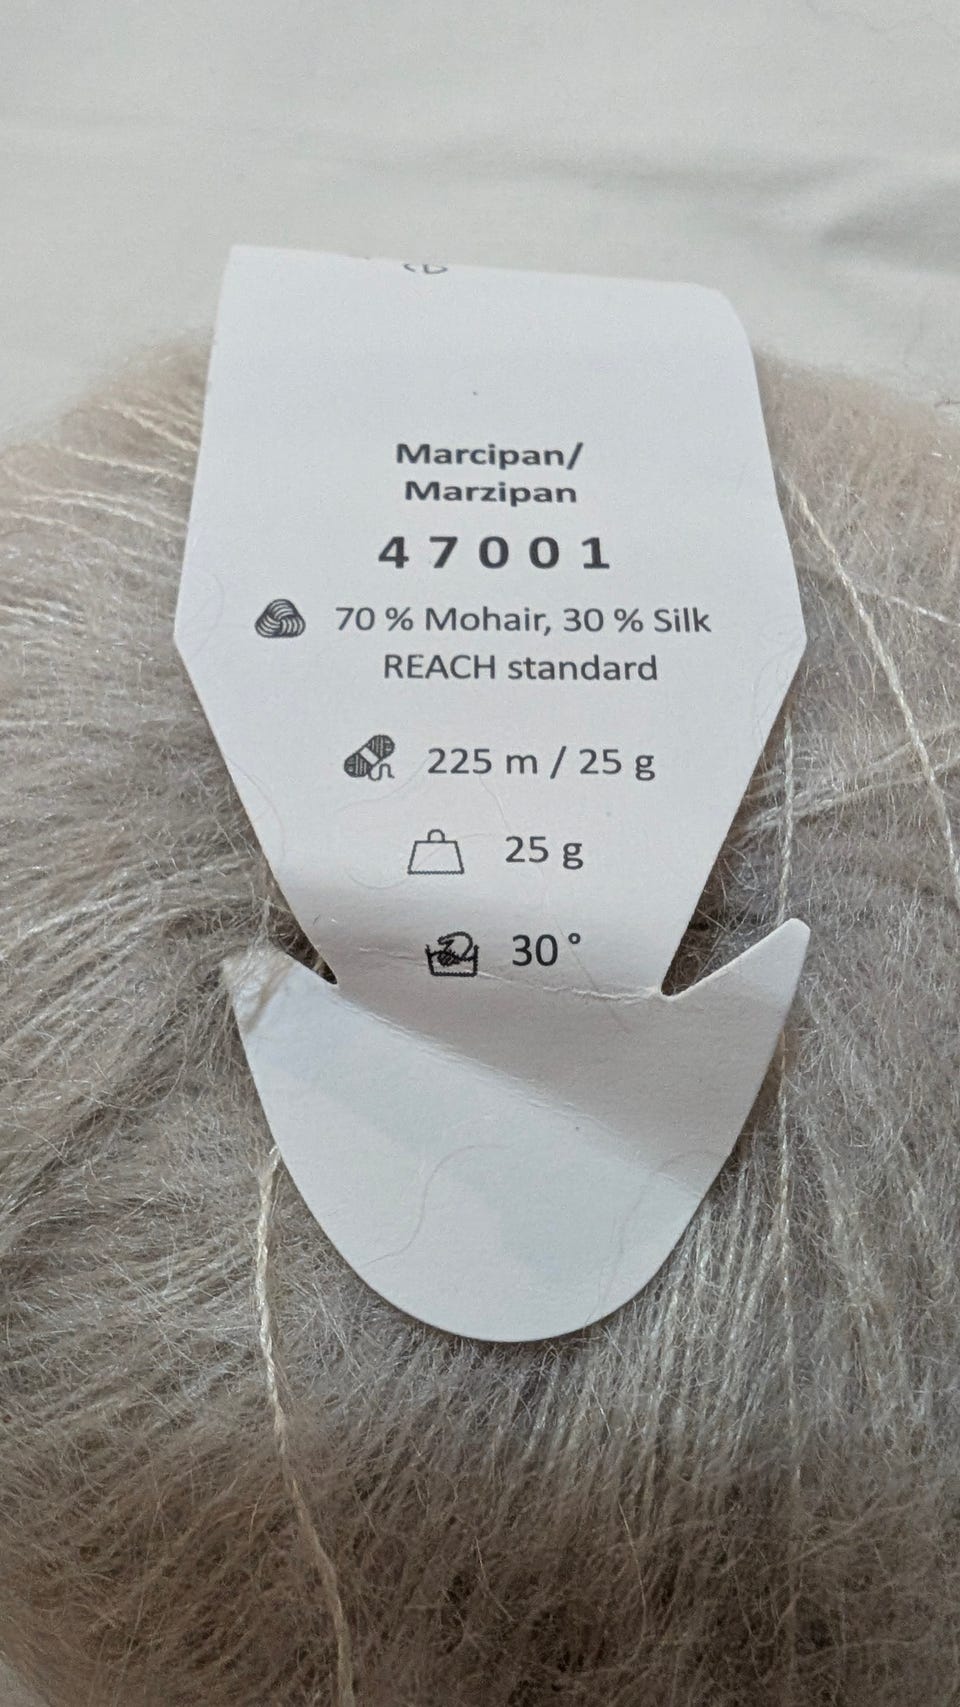 Marcipan/
Marzipan
47001
70 % Mohair, 30 % Silk
REACH standard
225 m / 25 g
25 g
30°